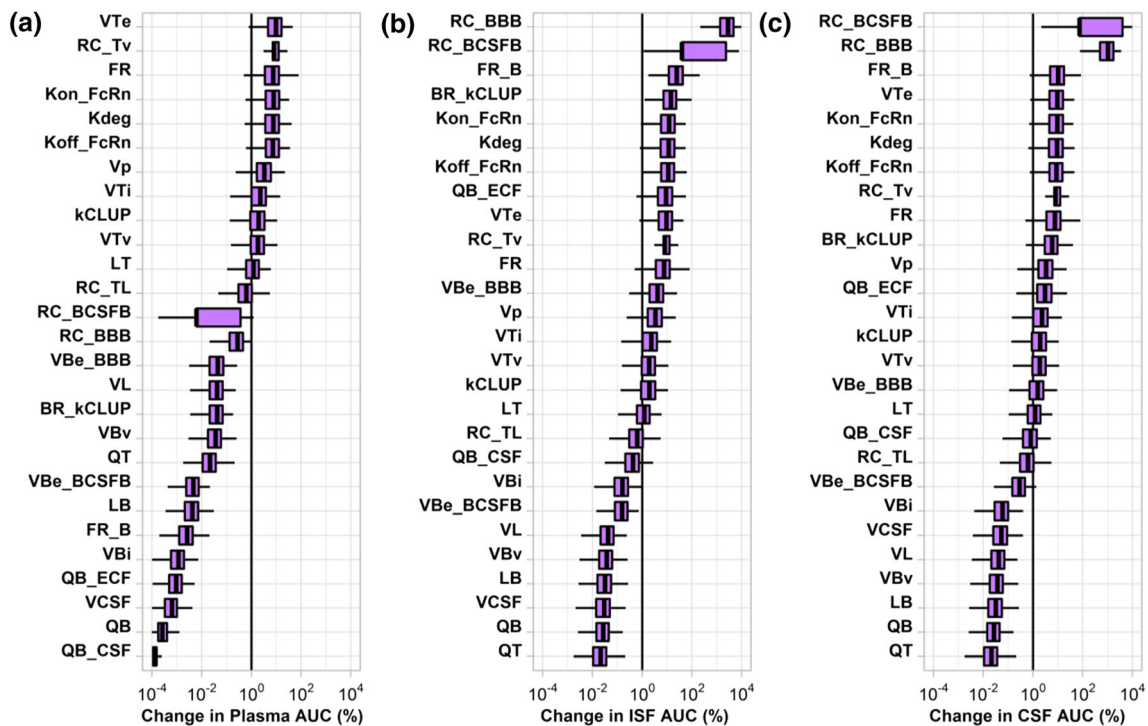 (a)
VTe
RC_Tv
FR
Kon_FcRn
Kdeg
Koff_FcRn
Vp
VTi
kCLUP
VTv
LT
RC_TL
RC_BCSFB
RC_BBB
VBe_BBB
VL
BR_kCLUP
VBv
QT
VBe_BCSFB
LB
FR_B
VBi
QB_ECF
VCSF
QB
QB_CSF
10^-4 10^-2 10^0 10^2 10^4
Change in Plasma AUC (%)
(b)
RC_BBB
RC_BCSFB
FR_B
BR_kCLUP
Kon_FcRn
Kdeg
Koff_FcRn
QB_ECF
VTe
RC_Tv
FR
VBe_BBB
Vp
VTi
VTv
kCLUP
LT
RC_TL
QB_CSF
VBi
VBe_BCSFB
VL
VBv
LB
VCSF
QB
QT
10^-4 10^-2 10^0 10^2 10^4
Change in ISF AUC (%)
(c)
RC_BCSFB
RC_BBB
FR_B
VTe
Kon_FcRn
Kdeg
Koff_FcRn
RC_Tv
FR
BR_kCLUP
Vp
QB_ECF
VTi
kCLUP
VTv
VBe_BBB
LT
QB_CSF
RC_TL
VBe_BCSFB
VBi
VCSF
VL
VBv
LB
QB
QT
10^-4 10^-2 10^0 10^2 10^4
Change in CSF AUC (%)